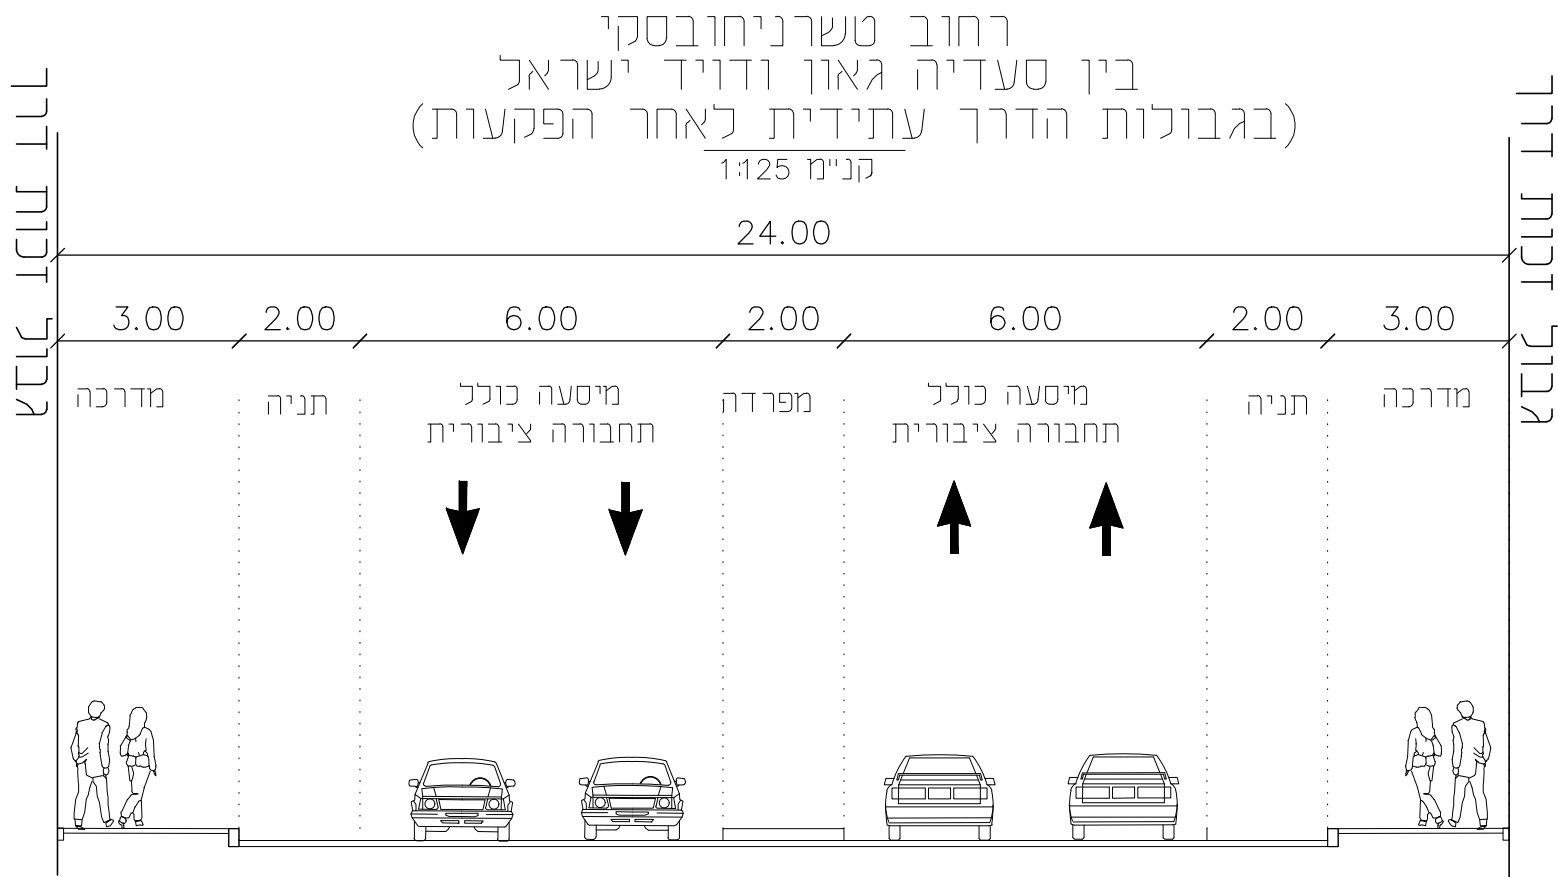 רחוב טשרניחובסקי
בין סעדיה גאון ודויד ישראל
(בגבולות הדרך עתידית לאחר הפקעות)
קנ"מ 1:125
24.00
3.00 2.00 6.00 2.00 6.00 2.00 3.00
מדרכה
תניה
מיסעה כולל
תחבורה ציבורית
מפרדה
מיסעה כולל
תחבורה ציבורית
תניה
מדרכה
גבול זכות דרך
גבול זכות דרך